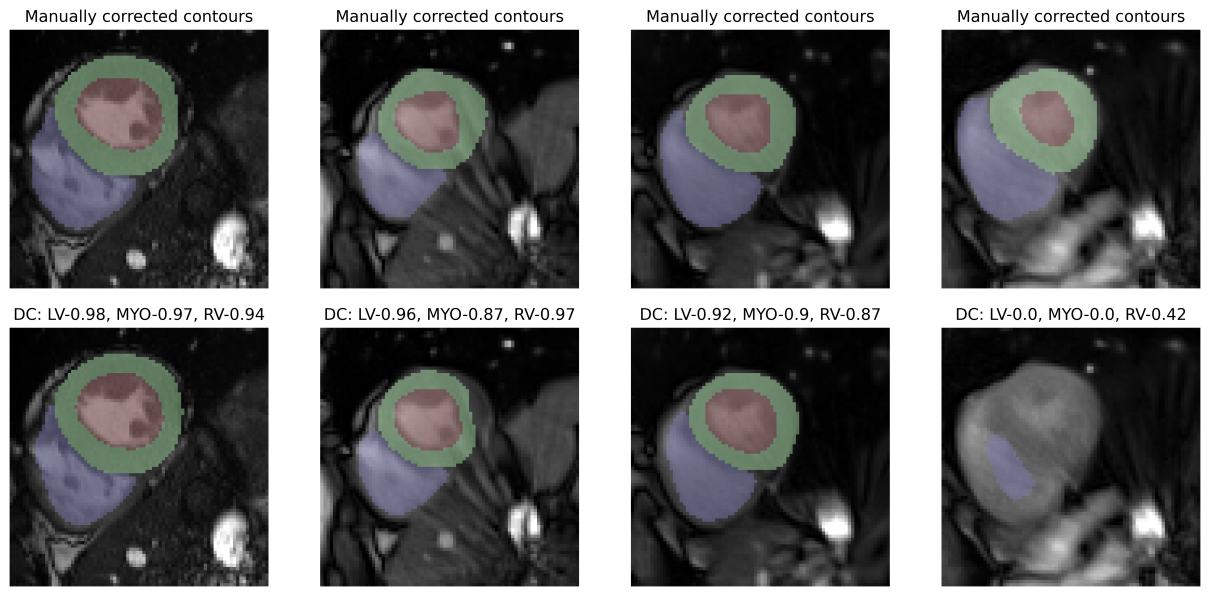 Manually corrected contours
Manually corrected contours
Manually corrected contours
Manually corrected contours
DC: LV-0.98, MYO-0.97, RV-0.94
DC: LV-0.96, MYO-0.87, RV-0.97
DC: LV-0.92, MYO-0.9, RV-0.87
DC: LV-0.0, MYO-0.0, RV-0.42